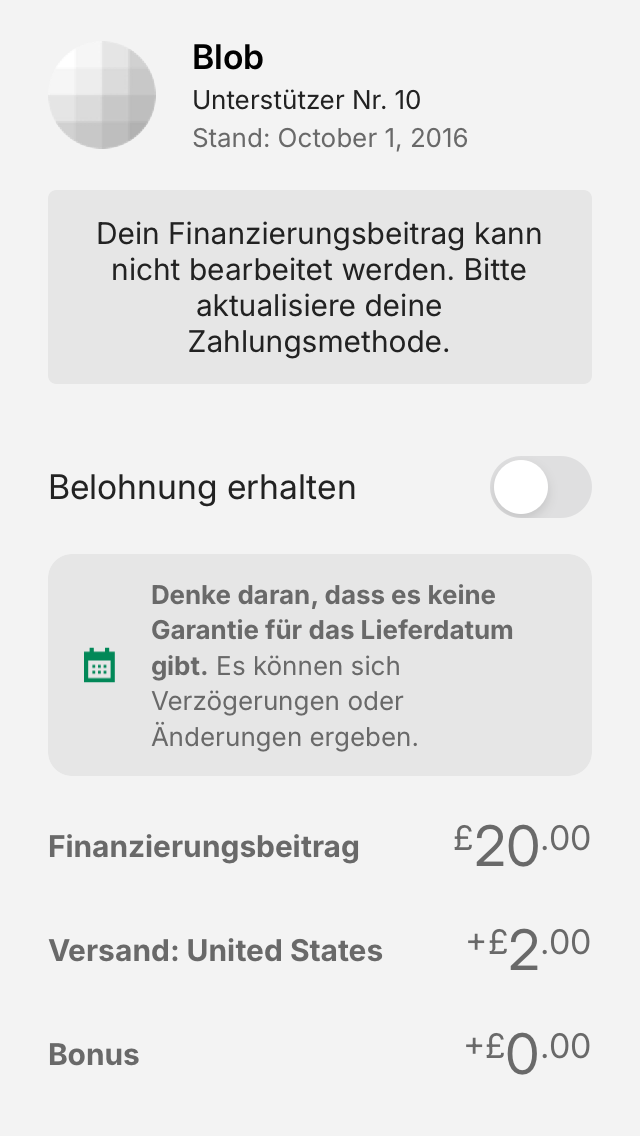 Blob
Unterstützer Nr. 10
Stand: October 1, 2016
Dein Finanzierungsbeitrag kann
nicht bearbeitet werden. Bitte
aktualisiere deine
Zahlungsmethode.
Belohnung erhalten
Denke daran, dass es keine
Garantie für das Lieferdatum
gibt. Es können sich
Verzögerungen oder
Änderungen ergeben.
Finanzierungsbeitrag £20.00
Versand: United States +£2.00
Bonus +£0.00